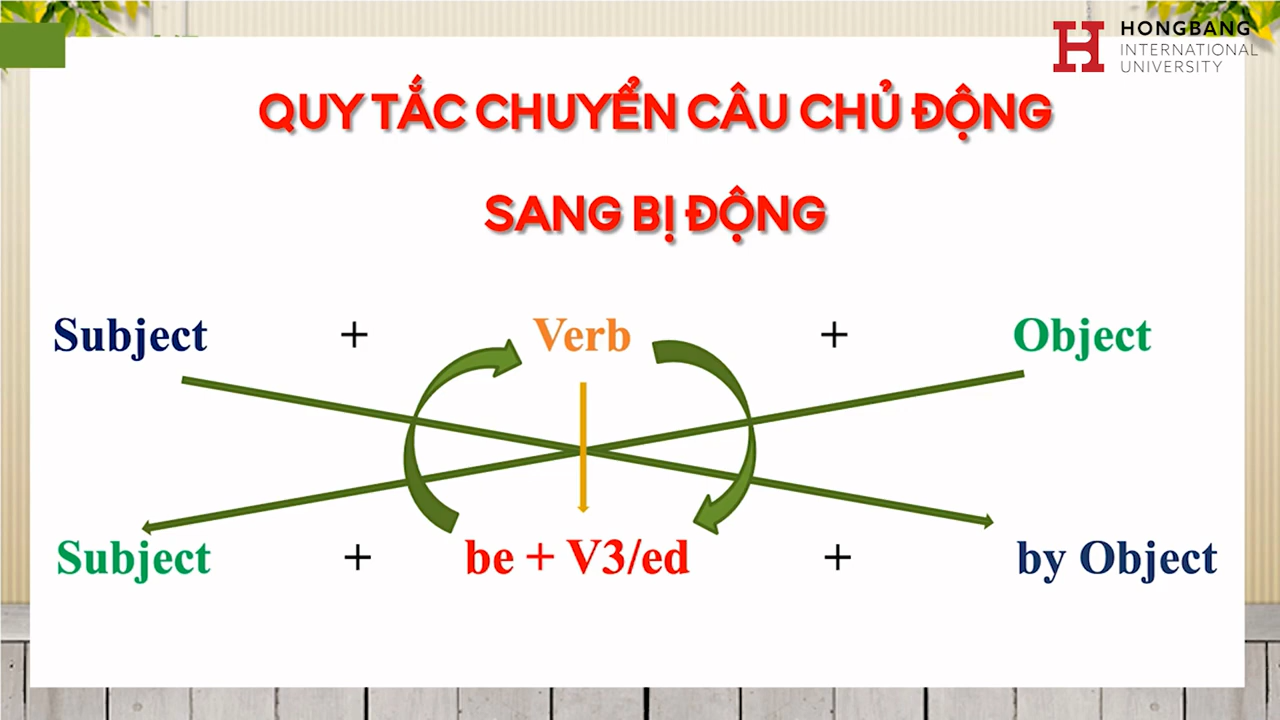 HONGBANG
INTERNATIONAL
UNIVERSITY
QUY TẮC CHUYỂN CÂU CHỦ ĐỘNG
SANG BỊ ĐỘNG
Subject + Verb + Object
Subject + be + V3/ed + by Object